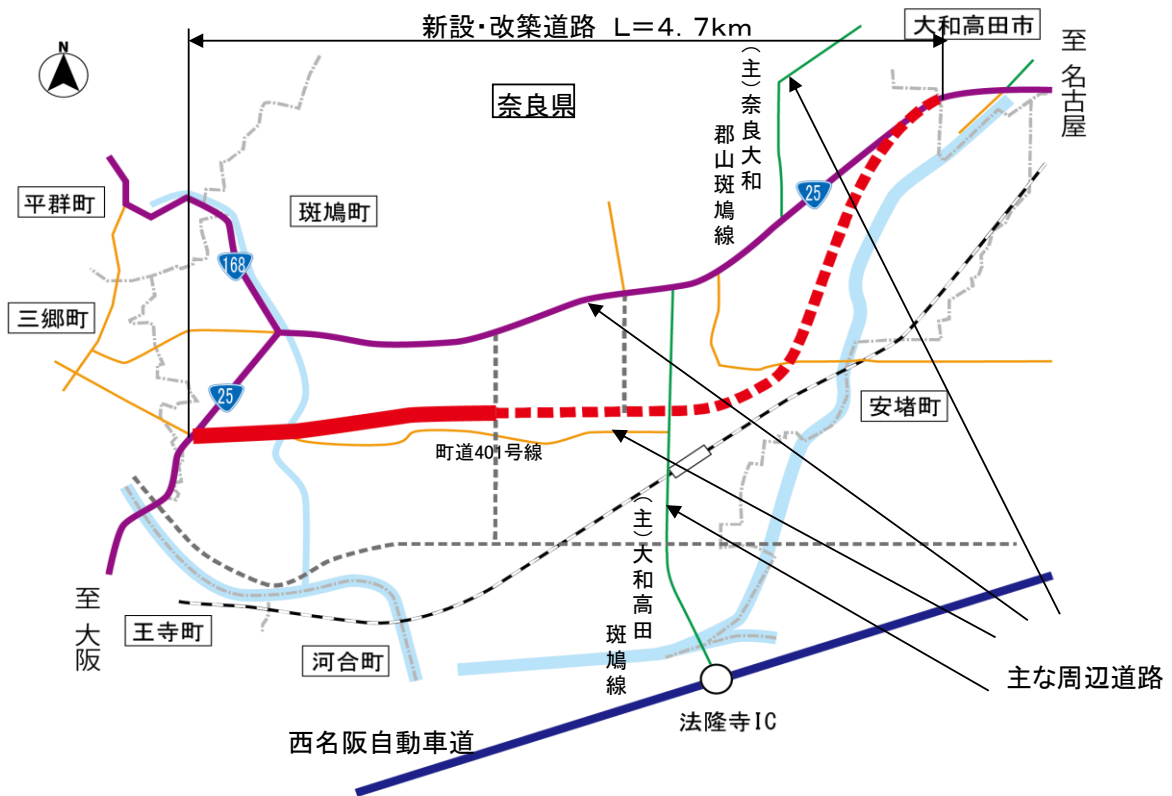 新設・改築道路 L=4.7km
大和高田市
至 名古屋
N
奈良県
(主)奈良大和
郡山斑鳩線
平群町
斑鳩町
25
168
三郷町
25
安堵町
町道401号線
(主)大和高田
斑鳩線
至 大阪
王寺町
河合町
主な周辺道路
法隆寺IC
西名阪自動車道